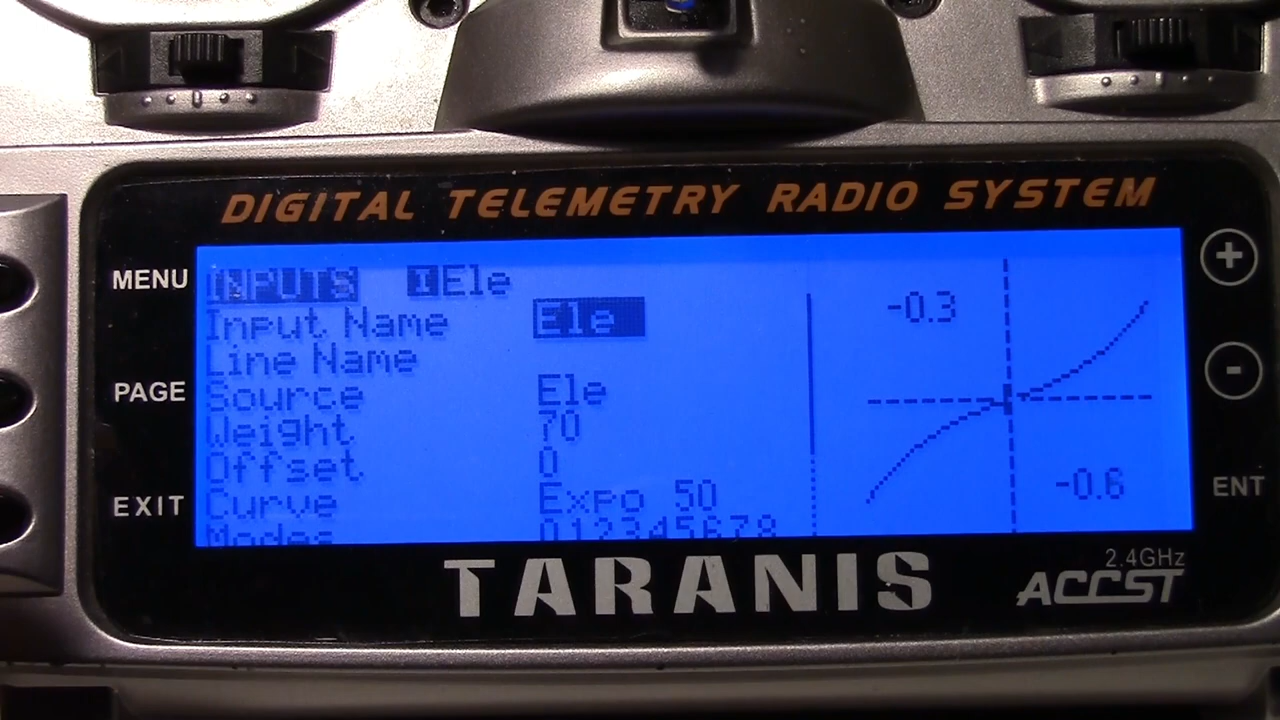 DIGITAL TELEMETRY RADIO SYSTEM
MENU
PAGE
EXIT
INPUTS IEle
Input Name Ele
Line Name
Source Ele
Weight 70
Offset 0
Curve Expo 50
Modes 012345678
-0.3
-0.6
+
-
ENT
TARANIS
2.4GHz
ACCST